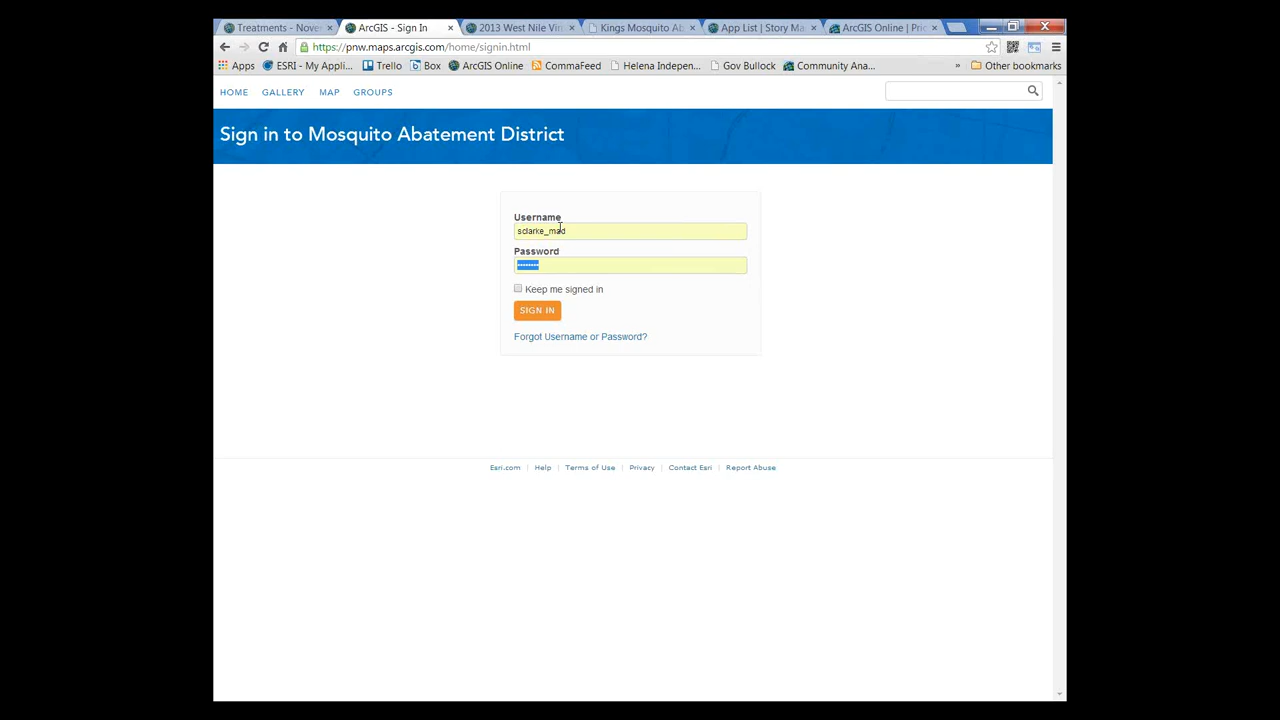 Treatments - Nover
ArcGIS - Sign In
2013 West Nile Vir
Kings Mosquito Ab
App List | Story Ma
ArcGIS Online | Pric
https://pnw.maps.arcgis.com/home/signin.html
Apps ESRI - My Appli... Trello Box ArcGIS Online CommaFeed Helena Indepen... Gov Bullock Community Ana... » Other bookmarks
HOME GALLERY MAP GROUPS
Sign in to Mosquito Abatement District
Username
sclarke_mad
Password
Keep me signed in
SIGN IN
Forgot Username or Password?
Esri.com | Help | Terms of Use | Privacy | Contact Esri | Report Abuse